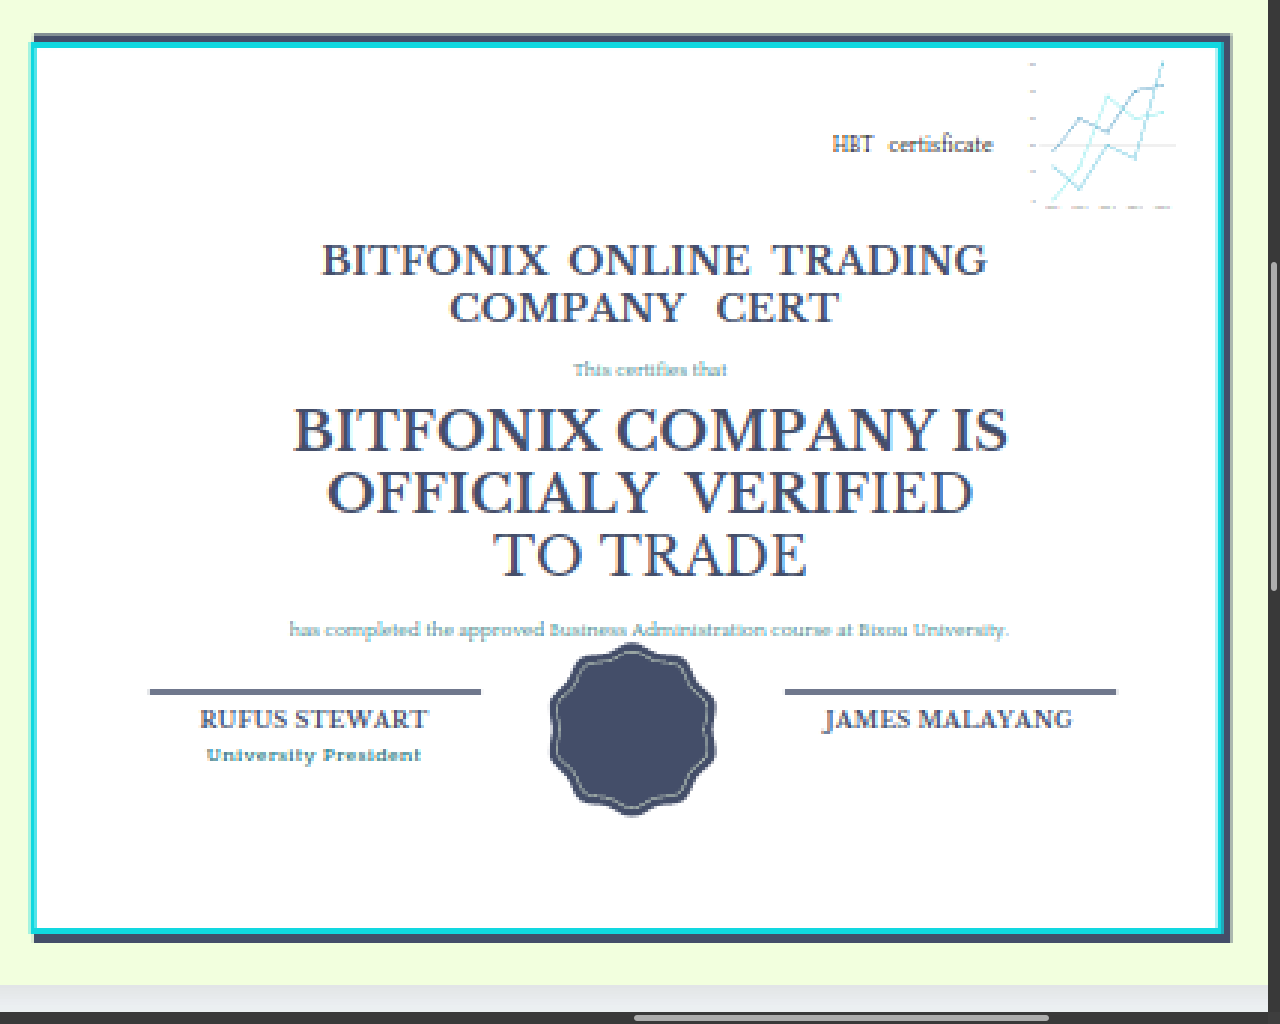 HBT certisficate
BITFONIX ONLINE TRADING
COMPANY CERT
This certifies that
BITFONIX COMPANY IS
OFFICIALY VERIFIED
TO TRADE
has completed the approved Business Administration course at Bixou University.
RUFUS STEWART
JAMES MALAYANG
University President